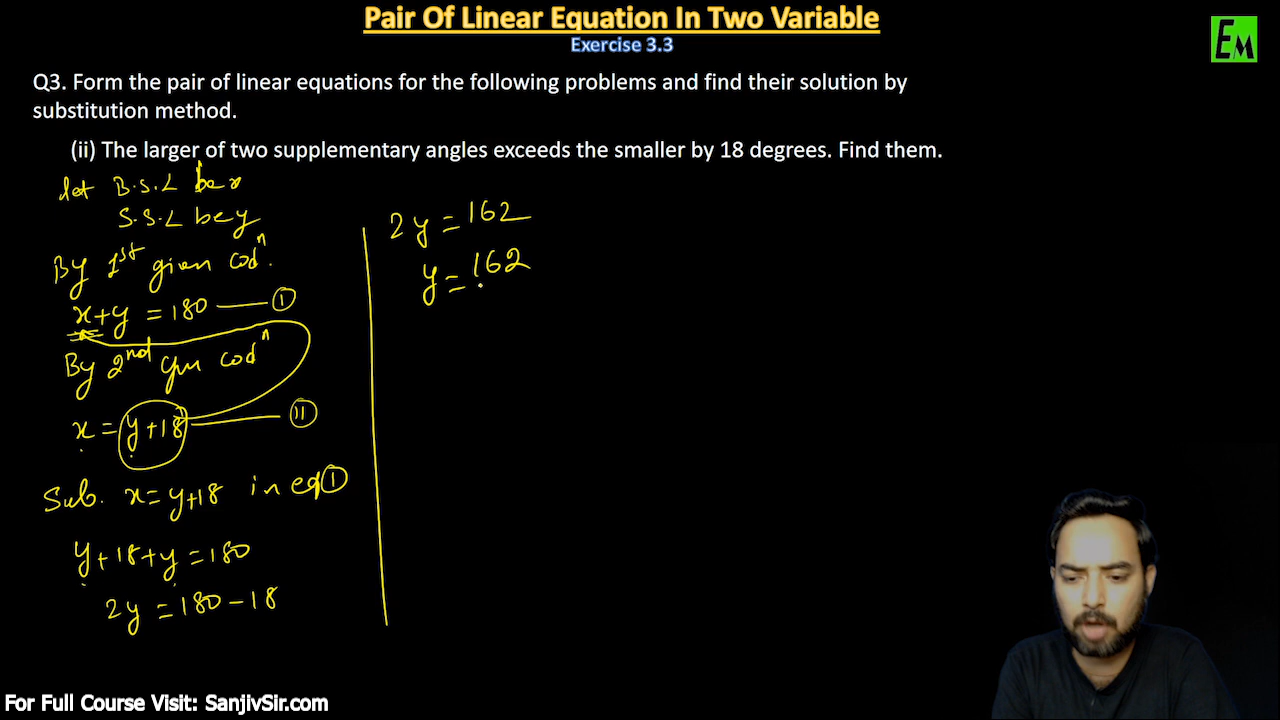 Pair Of Linear Equation In Two Variable
Exercise 3.3
EM
Q3. Form the pair of linear equations for the following problems and find their solution by
substitution method.
(ii) The larger of two supplementary angles exceeds the smaller by 18 degrees. Find them.
let B.S.∠ be x
S.S.∠ be y
By 1st given codⁿ.
x+y = 180 — ①
By 2nd codⁿ
x = y+18 — ⑪
Sub. x = y+18 in eq ①
y+18+y = 180
2y = 180-18
2y = 162
y = 162
For Full Course Visit: SanjivSir.com